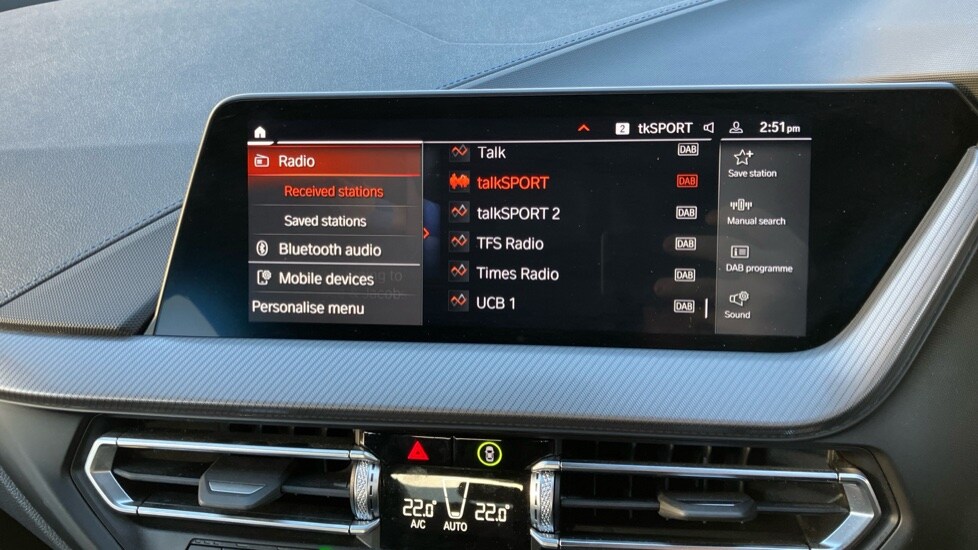 2 tkSPORT 2:51pm
Radio
Received stations
Saved stations
Bluetooth audio
Mobile devices
Personalise menu
Talk DAB
talkSPORT DAB
talkSPORT 2 DAB
TFS Radio DAB
Times Radio DAB
UCB 1 DAB
Save station
Manual search
DAB programme
Sound
22.0° 22.0°
A/C AUTO